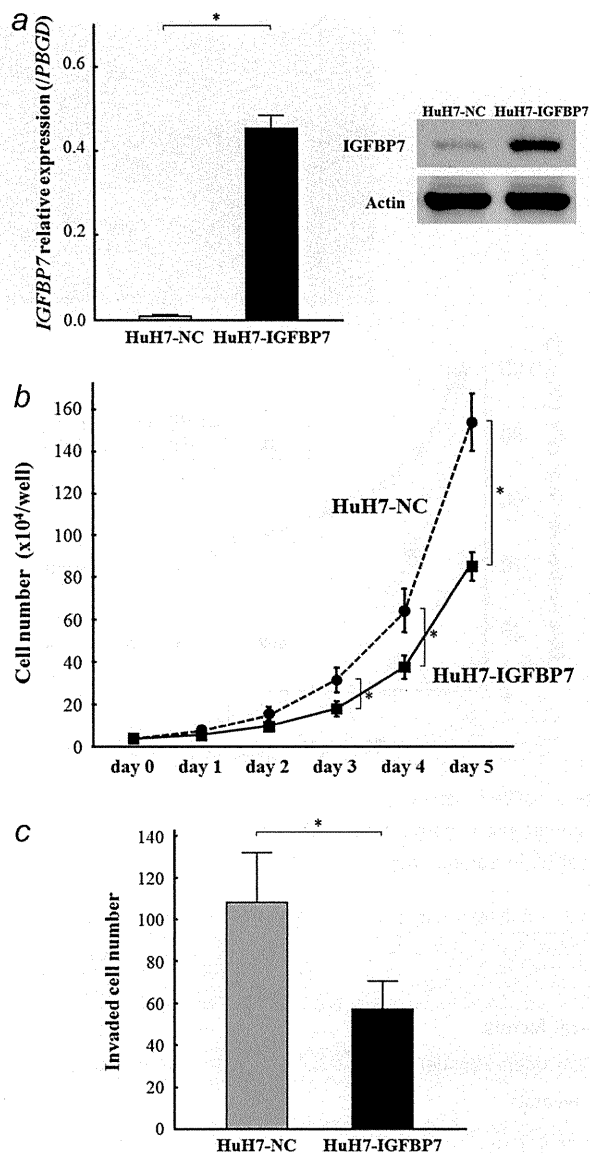 a
*
IGFBP7 relative expression (/PBGD)
0.6
0.4
0.2
0.0
HuH7-NC HuH7-IGFBP7
HuH7-NC HuH7-IGFBP7
IGFBP7
Actin
b
Cell number (x10⁴/well)
160
140
120
100
80
60
40
20
0
HuH7-NC
*
*
*
HuH7-IGFBP7
day 0 day 1 day 2 day 3 day 4 day 5
c
*
Invaded cell number
140
120
100
80
60
40
20
0
HuH7-NC HuH7-IGFBP7